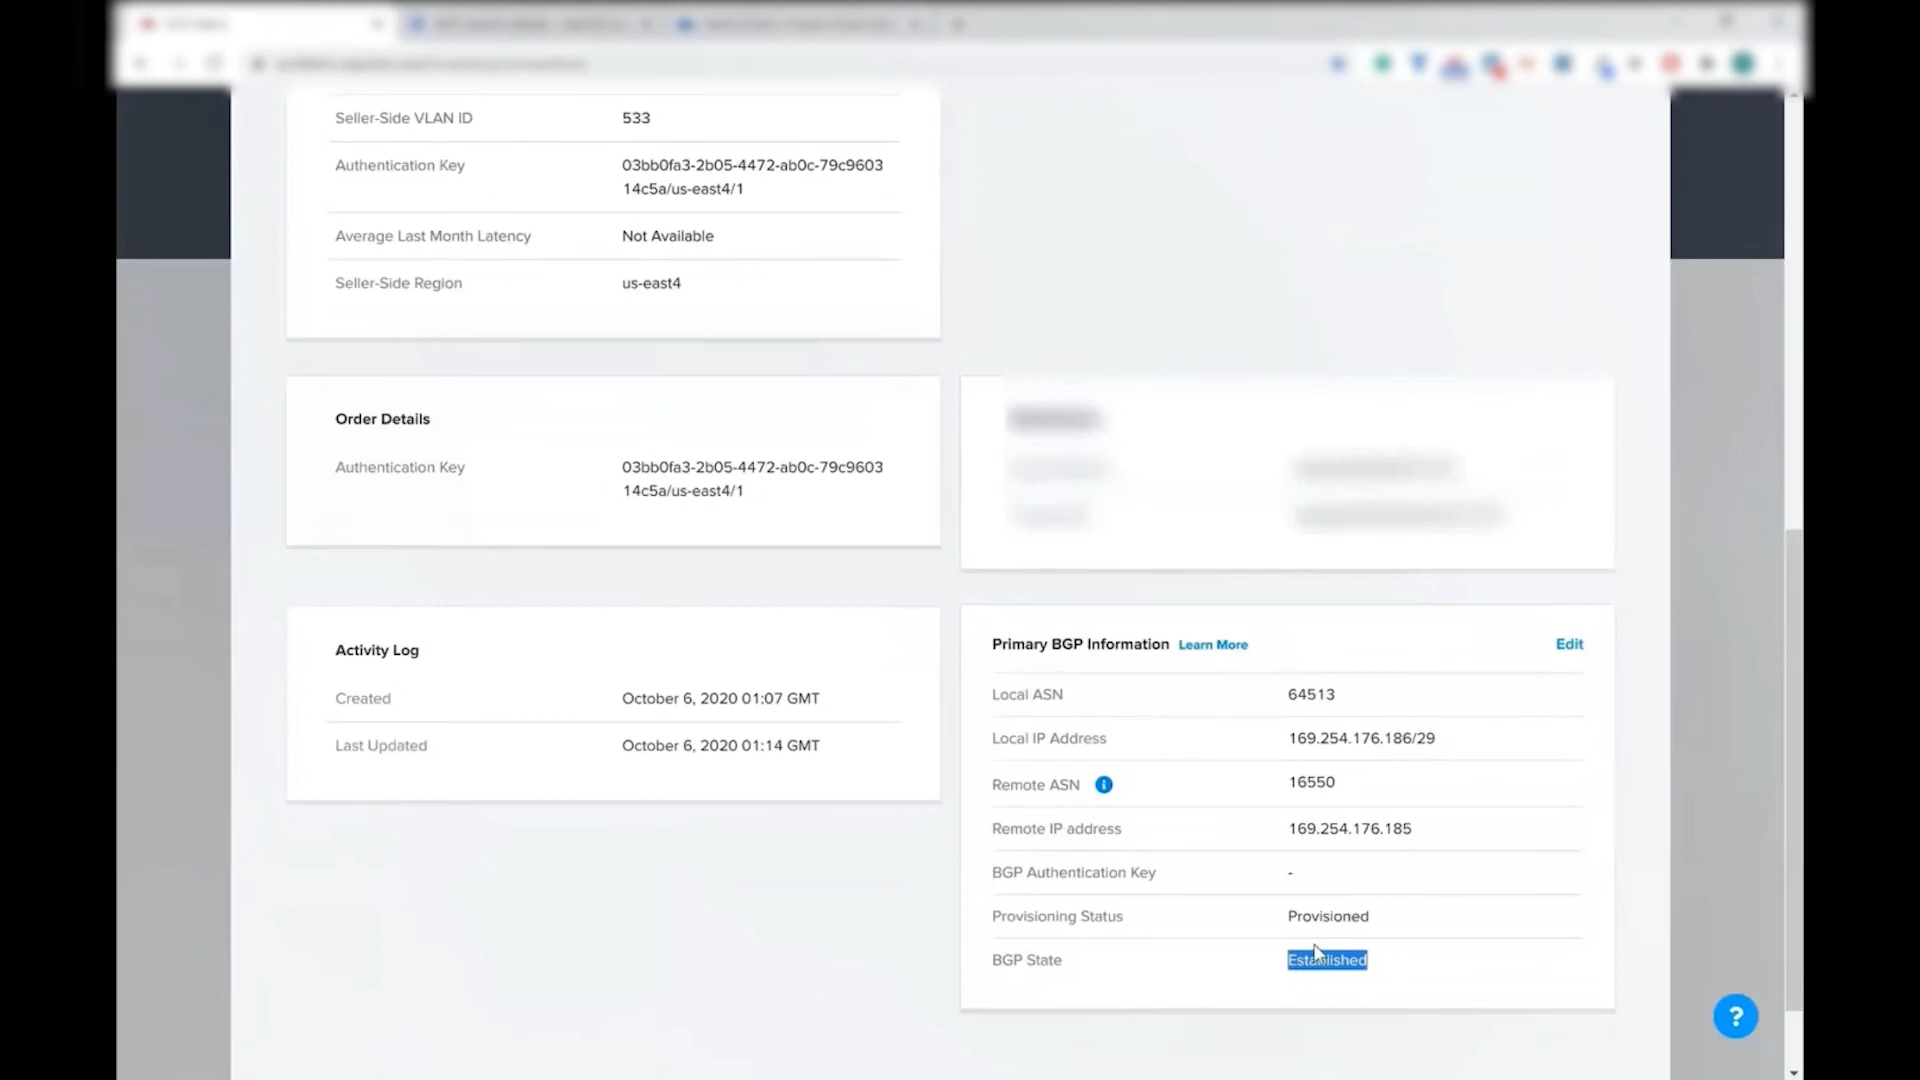 Seller-Side VLAN ID 533
Authentication Key 03bb0fa3-2b05-4472-ab0c-79c9603
14c5a/us-east4/1
Average Last Month Latency Not Available
Seller-Side Region us-east4
Order Details
Authentication Key 03bb0fa3-2b05-4472-ab0c-79c9603
14c5a/us-east4/1
Activity Log
Created October 6, 2020 01:07 GMT
Last Updated October 6, 2020 01:14 GMT
Primary BGP Information Learn More Edit
Local ASN 64513
Local IP Address 169.254.176.186/29
Remote ASN i 16550
Remote IP address 169.254.176.185
BGP Authentication Key -
Provisioning Status Provisioned
BGP State Established
?